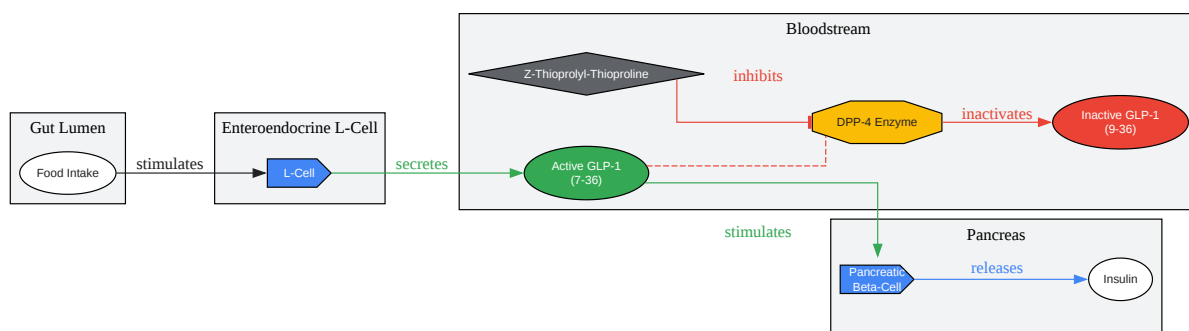 Bloodstream
Z-Thioprolyl-Thioproline
inhibits
DPP-4 Enzyme
inactivates
Inactive GLP-1
(9-36)
Gut Lumen
Food Intake
stimulates
Enteroendocrine L-Cell
L-Cell
secretes
Active GLP-1
(7-36)
stimulates
Pancreas
Pancreatic
Beta-Cell
releases
Insulin